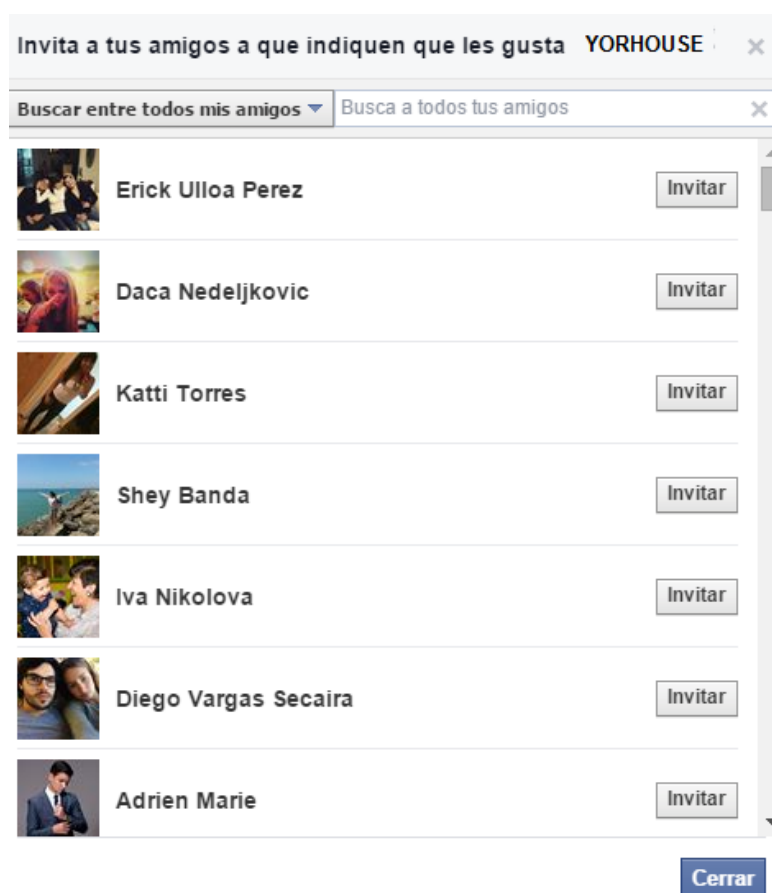 Invita a tus amigos a que indiquen que les gusta YORHOUSE
Buscar entre todos mis amigos Busca a todos tus amigos
Erick Ulloa Perez Invitar
Daca Nedeljkovic Invitar
Katti Torres Invitar
Shey Banda Invitar
Iva Nikolova Invitar
Diego Vargas Secaira Invitar
Adrien Marie Invitar
Cerrar